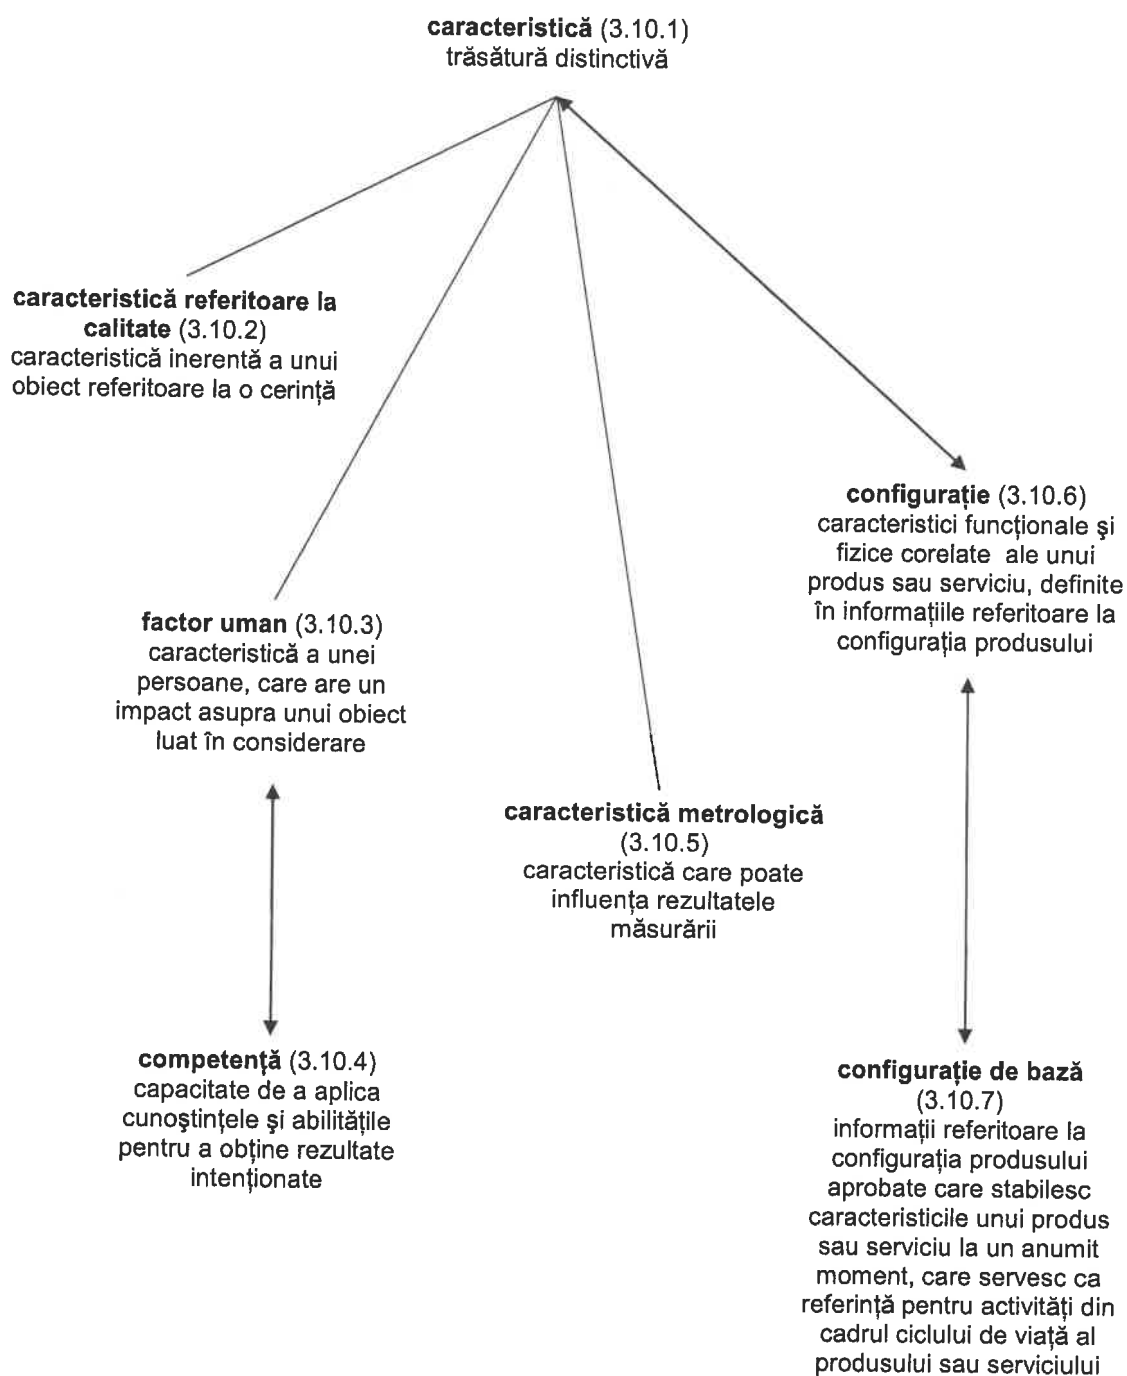 caracteristică (3.10.1)
trăsătură distinctivă
caracteristică referitoare la
calitate (3.10.2)
caracteristică inerentă a unui
obiect referitoare la o cerință
configurație (3.10.6)
caracteristici funcționale şi
fizice corelate ale unui
produs sau serviciu, definite
în informațiile referitoare la
configurația produsului
factor uman (3.10.3)
caracteristică a unei
persoane, care are un
impact asupra unui obiect
luat în considerare
caracteristică metrologică
(3.10.5)
caracteristică care poate
influența rezultatele
măsurării
competență (3.10.4)
capacitate de a aplica
cunoştințele şi abilitățile
pentru a obține rezultate
intenționate
configurație de bază
(3.10.7)
informații referitoare la
configurația produsului
aprobate care stabilesc
caracteristicile unui produs
sau serviciu la un anumit
moment, care servesc ca
referință pentru activități din
cadrul ciclului de viață al
produsului sau serviciului